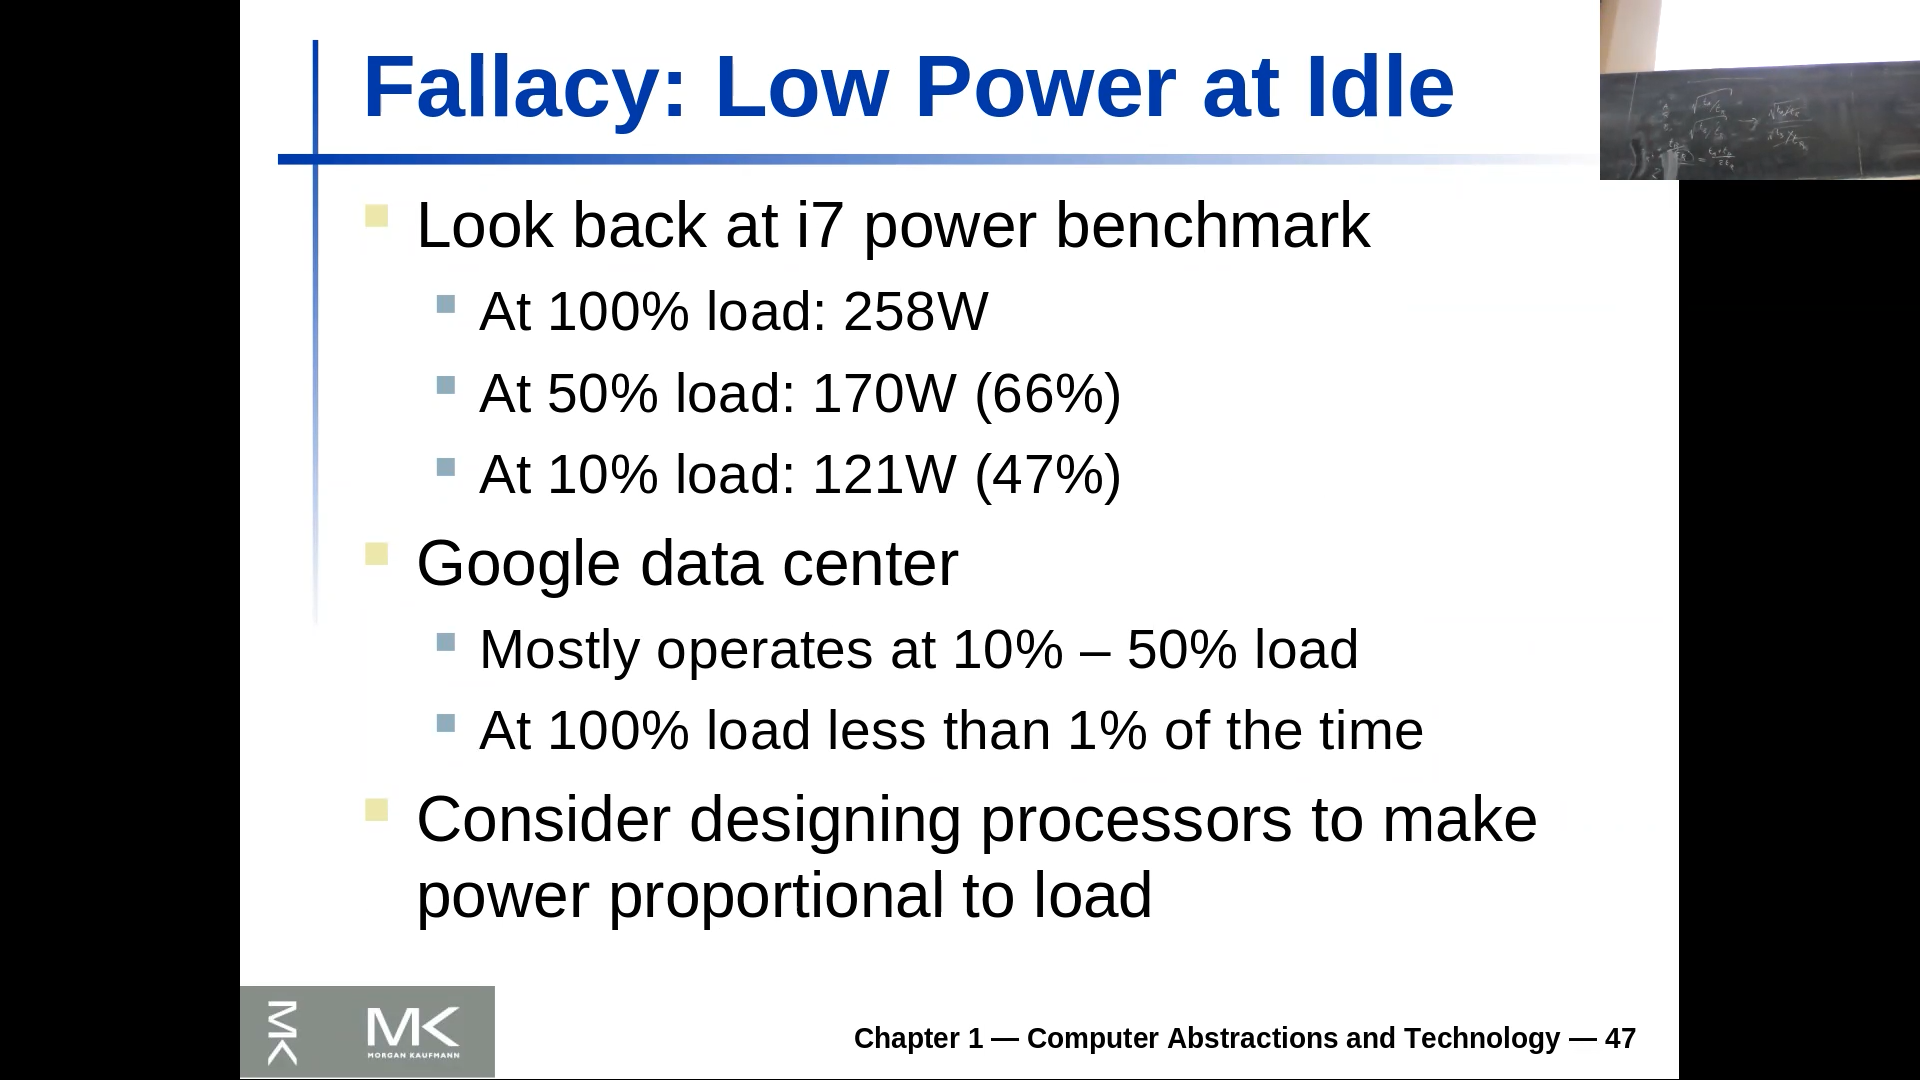 Fallacy: Low Power at Idle
Look back at i7 power benchmark
At 100% load: 258W
At 50% load: 170W (66%)
At 10% load: 121W (47%)
Google data center
Mostly operates at 10% – 50% load
At 100% load less than 1% of the time
Consider designing processors to make
power proportional to load
MK
MK
MORGAN KAUFMANN
Chapter 1 — Computer Abstractions and Technology — 47